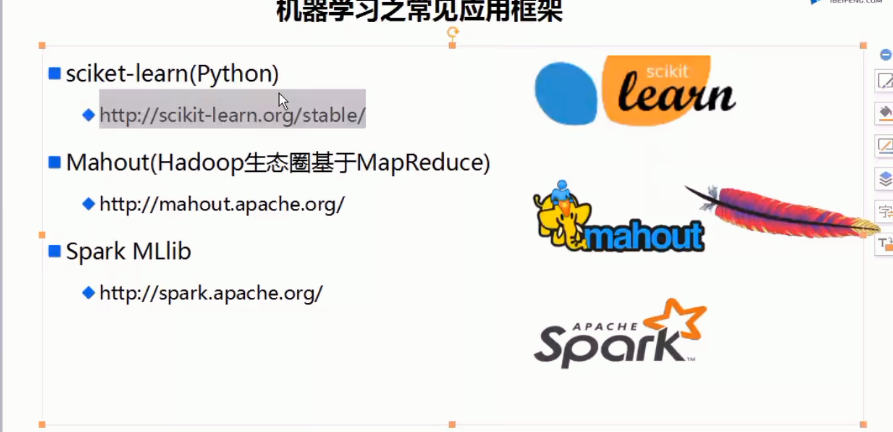 机器学习之常见应用框架
IBEIFENG.COM
sciket-learn(Python)
http://scikit-learn.org/stable/
Mahout(Hadoop生态圈基于MapReduce)
http://mahout.apache.org/
Spark MLlib
http://spark.apache.org/
scikit
learn
mahout
APACHE
Spark™